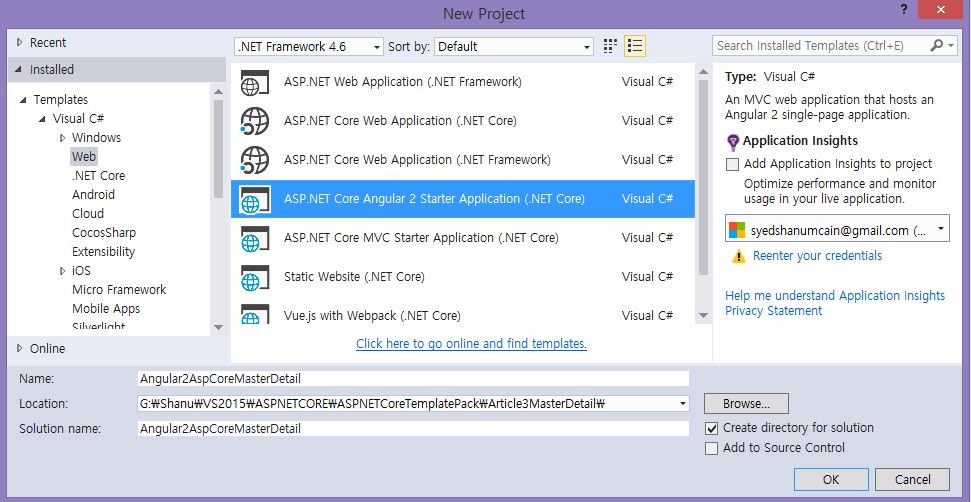 New Project
?
Recent
Installed
Templates
Visual C#
Windows
Web
.NET Core
Android
Cloud
CocosSharp
Extensibility
iOS
Micro Framework
Mobile Apps
Silverlight
Online
.NET Framework 4.6
Sort by: Default
Search Installed Templates (Ctrl+E)
ASP.NET Web Application (.NET Framework) Visual C#
ASP.NET Core Web Application (.NET Core) Visual C#
ASP.NET Core Web Application (.NET Framework) Visual C#
ASP.NET Core Angular 2 Starter Application (.NET Core) Visual C#
ASP.NET Core MVC Starter Application (.NET Core) Visual C#
Static Website (.NET Core) Visual C#
Vue.js with Webpack (.NET Core) Visual C#
Click here to go online and find templates.
Type: Visual C#
An MVC web application that hosts an
Angular 2 single-page application.
Application Insights
Add Application Insights to project
Optimize performance and monitor
usage in your live application.
syedshanumcain@gmail.com (...
Reenter your credentials
Help me understand Application Insights
Privacy Statement
Name: Angular2AspCoreMasterDetail
Location: G:₩Shanu₩VS2015₩ASPNETCORE₩ASPNETCoreTemplatePack₩Article3MasterDetail₩
Browse...
Solution name: Angular2AspCoreMasterDetail
Create directory for solution
Add to Source Control
OK
Cancel